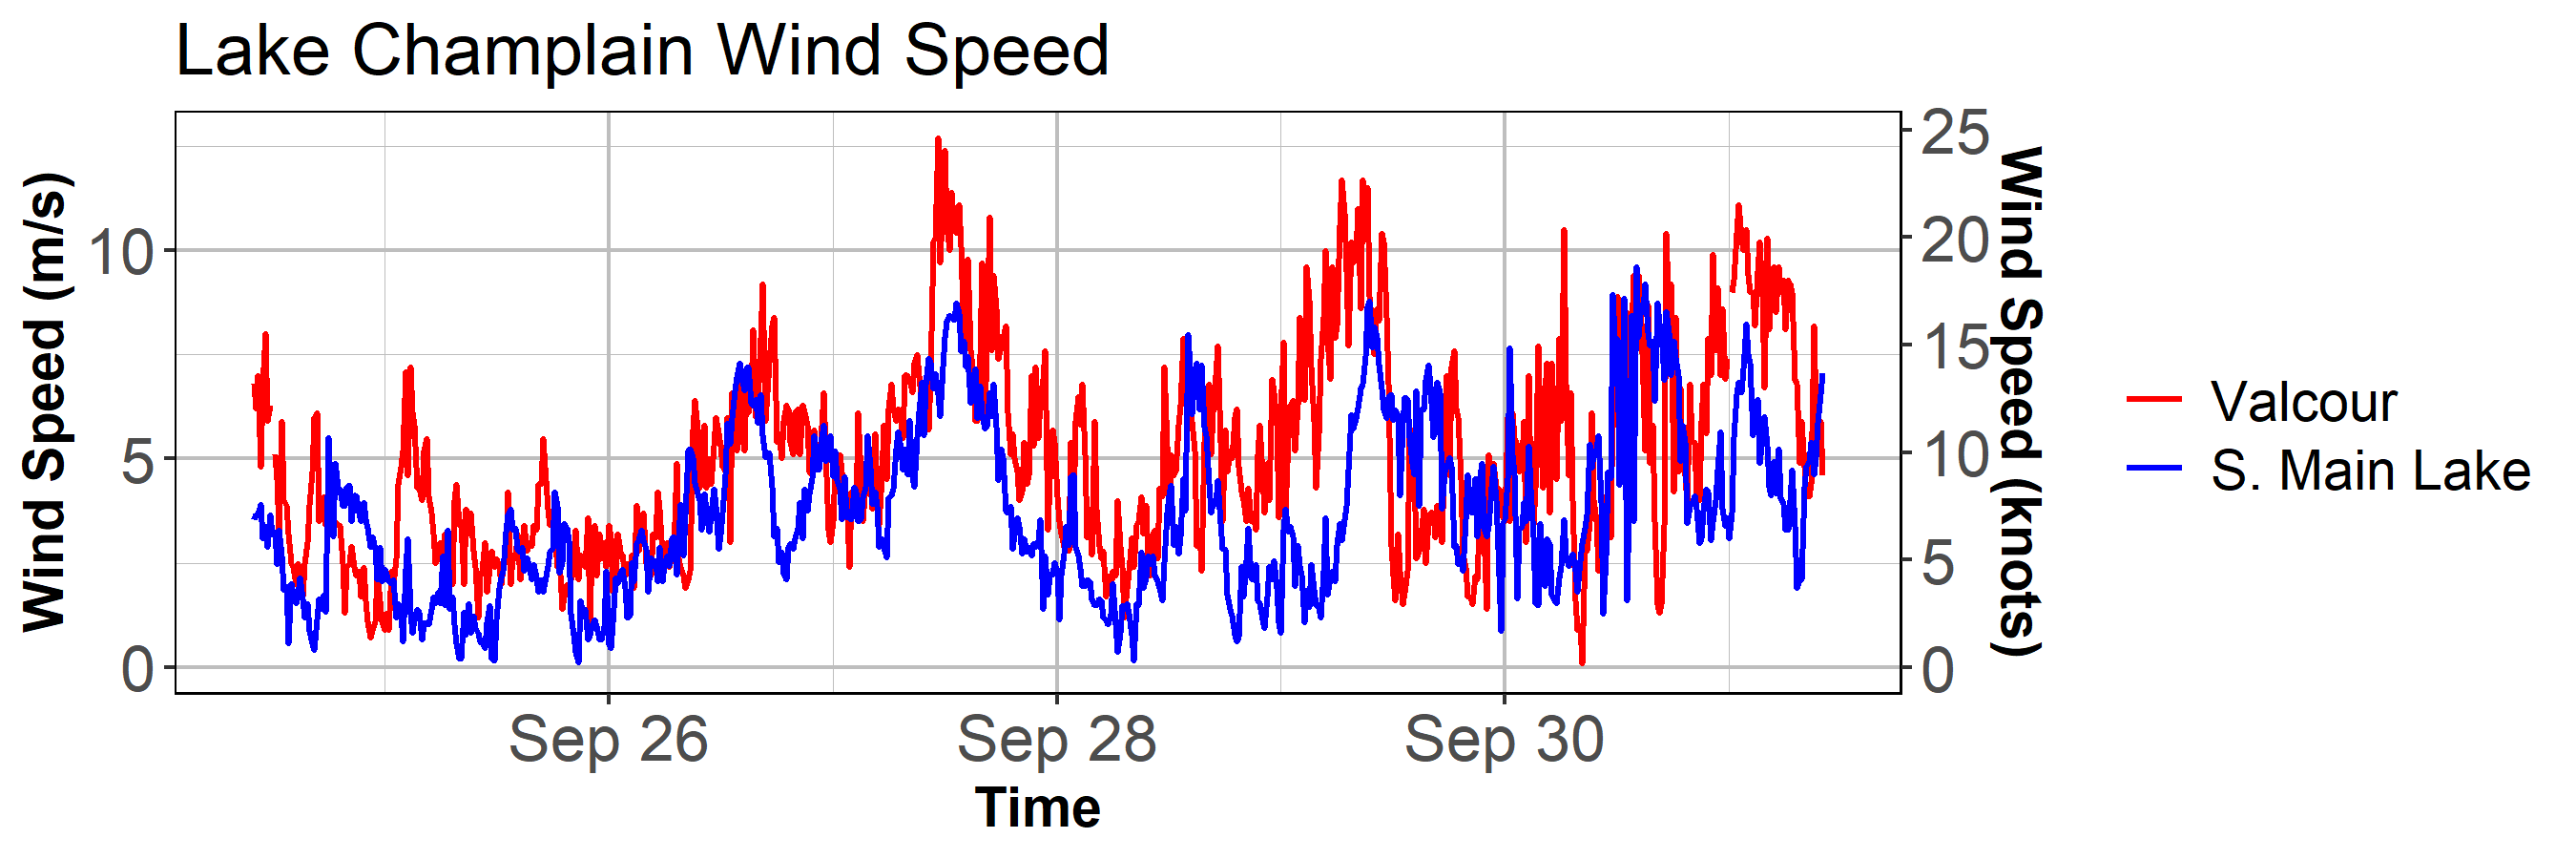 Lake Champlain Wind Speed
Wind Speed (m/s)
10
5
0
25
20
15
10
5
0
Wind Speed (knots)
Sep 26
Sep 28
Sep 30
Time
Valcour
S. Main Lake